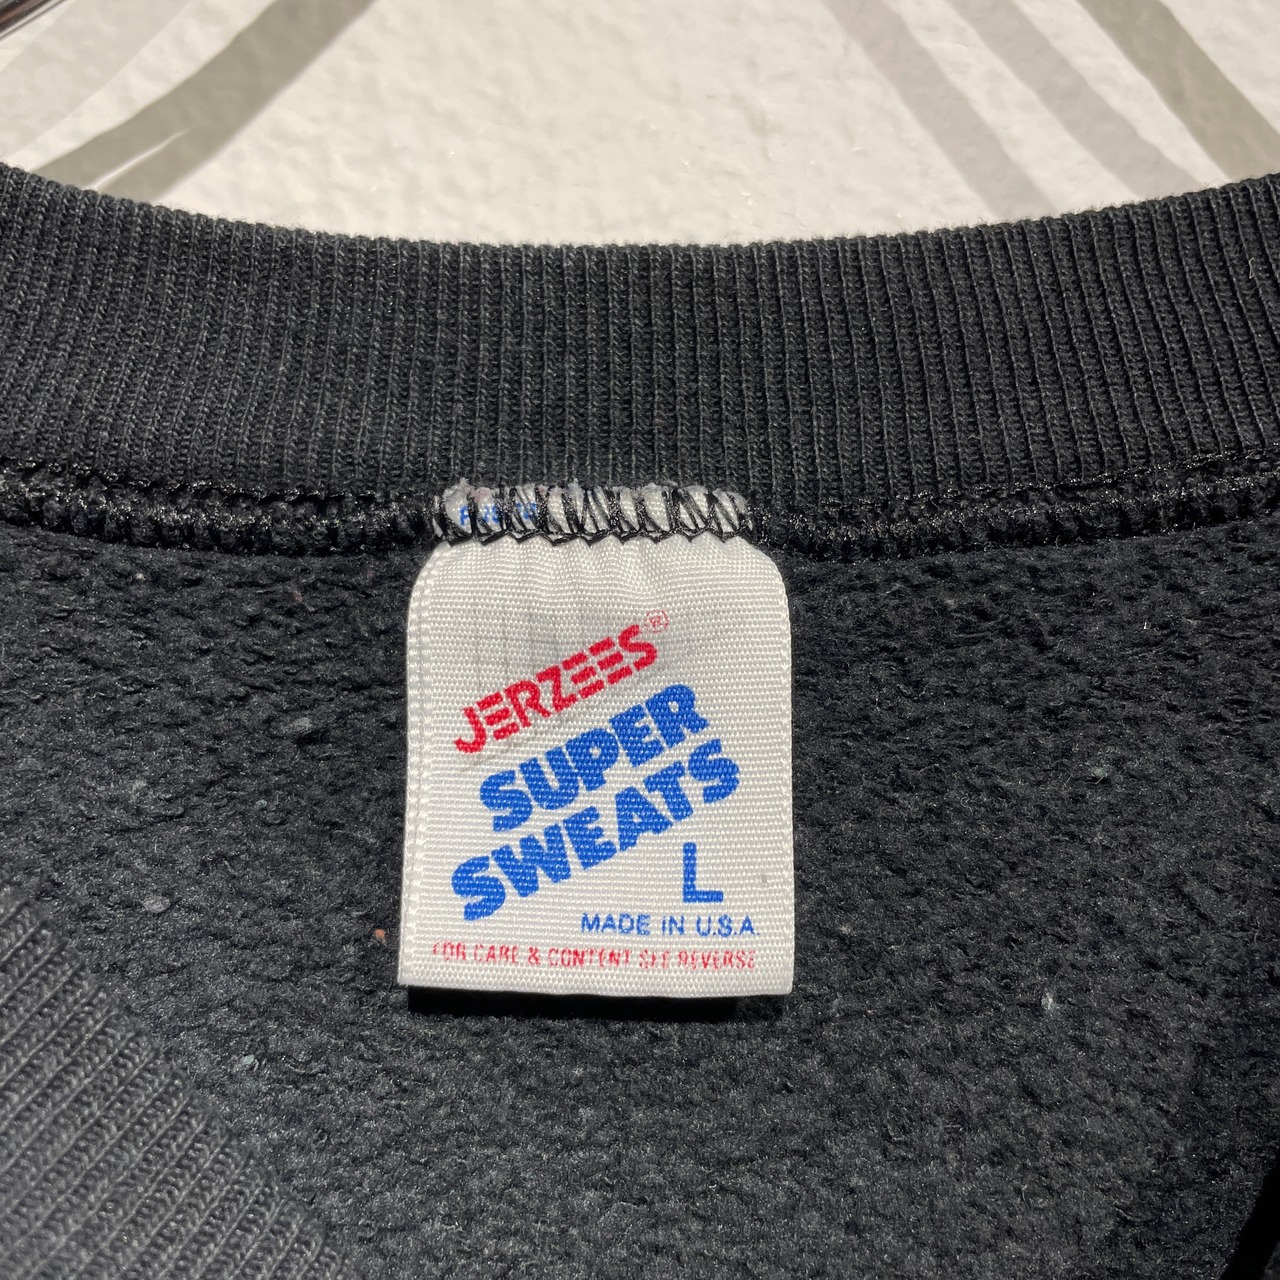 JERZEES®
SUPER
SWEATS
L
MADE IN U.S.A.
FOR CARE & CONTENT SEE REVERSE